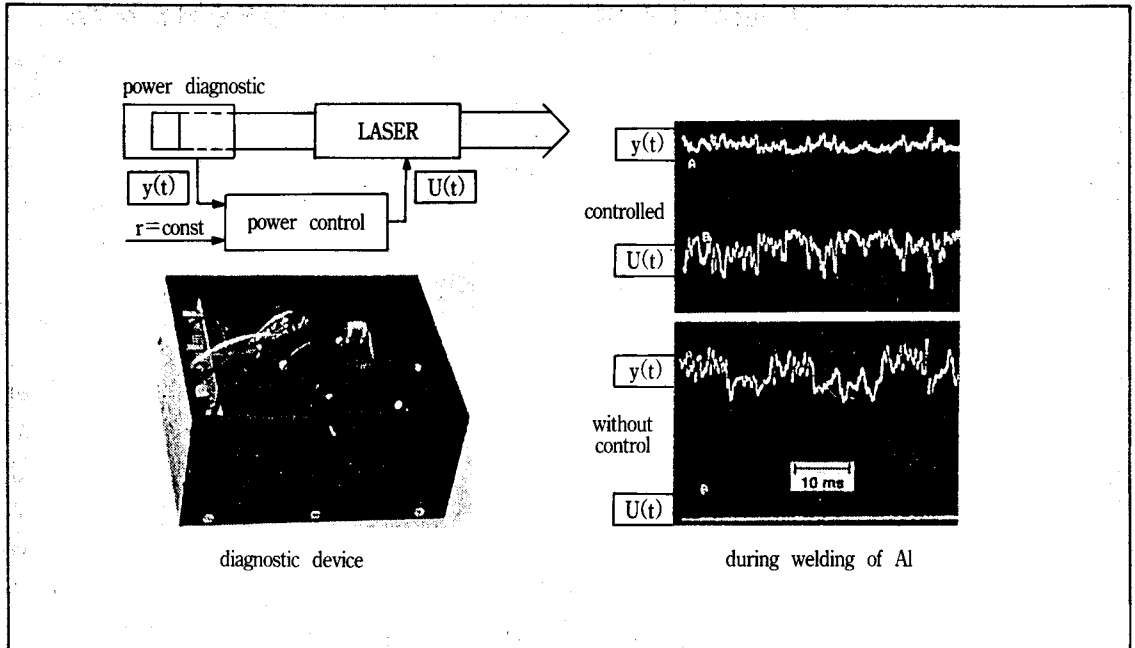 power diagnostic
LASER
y(t)
U(t)
r=const
power control
diagnostic device
y(t)
A
controlled
B
U(t)
y(t)
without
control
10 ms
B
U(t)
during welding of Al